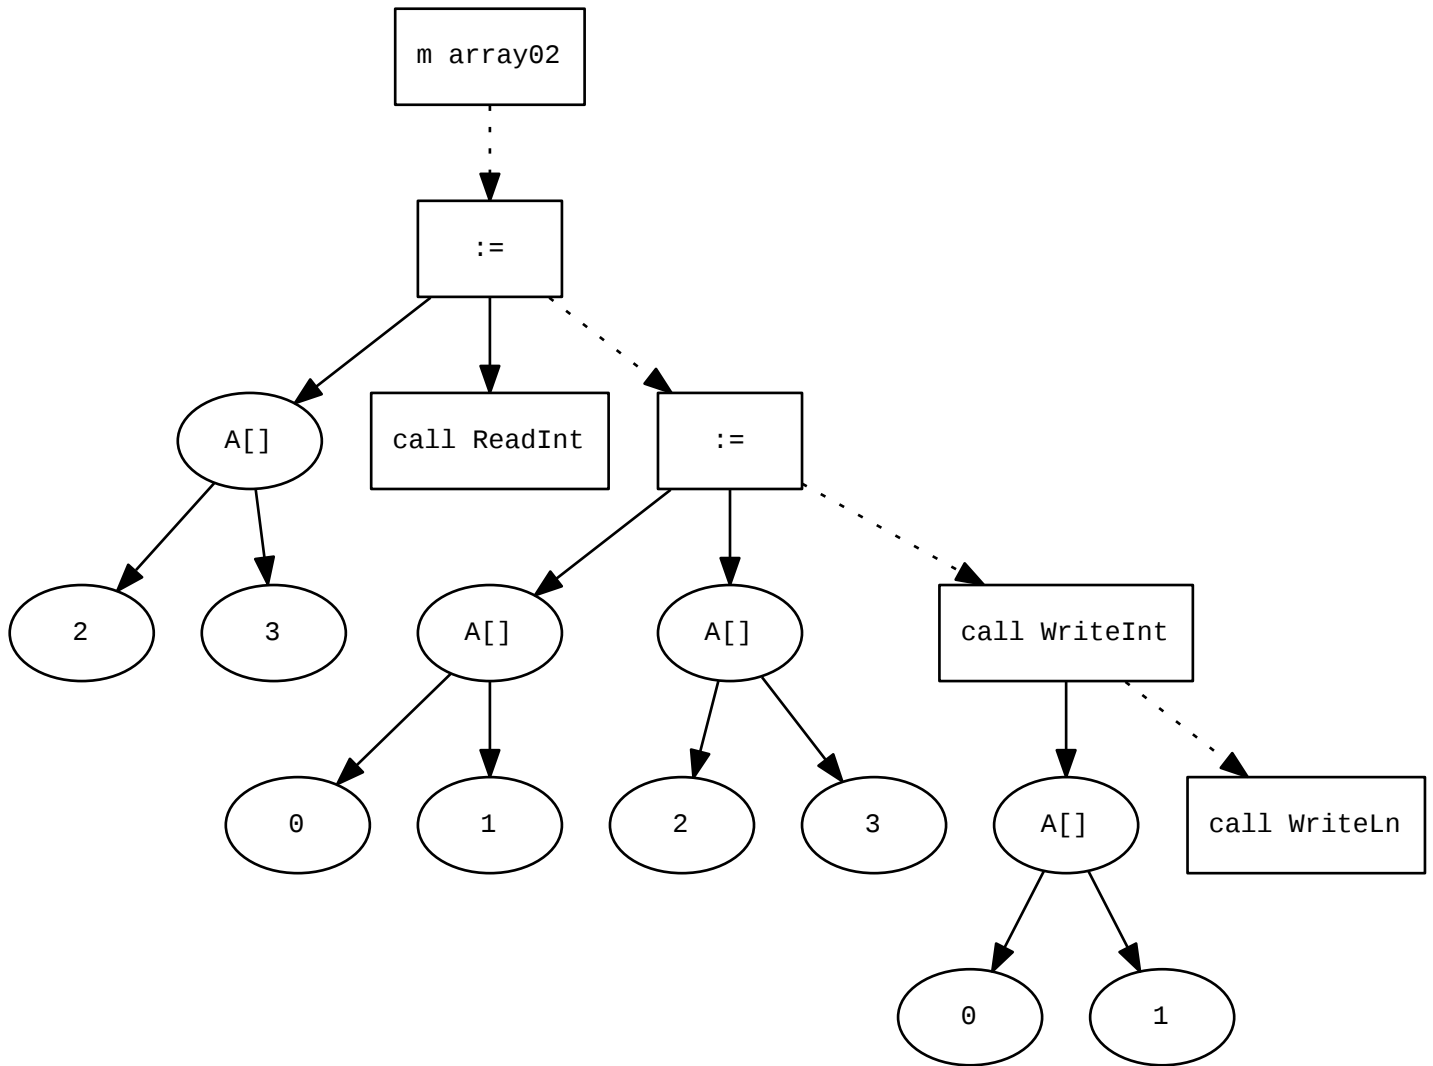 m array02
:=
A[]
call ReadInt
:=
2
3
A[]
A[]
call WriteInt
0
1
2
3
A[]
call WriteLn
0
1